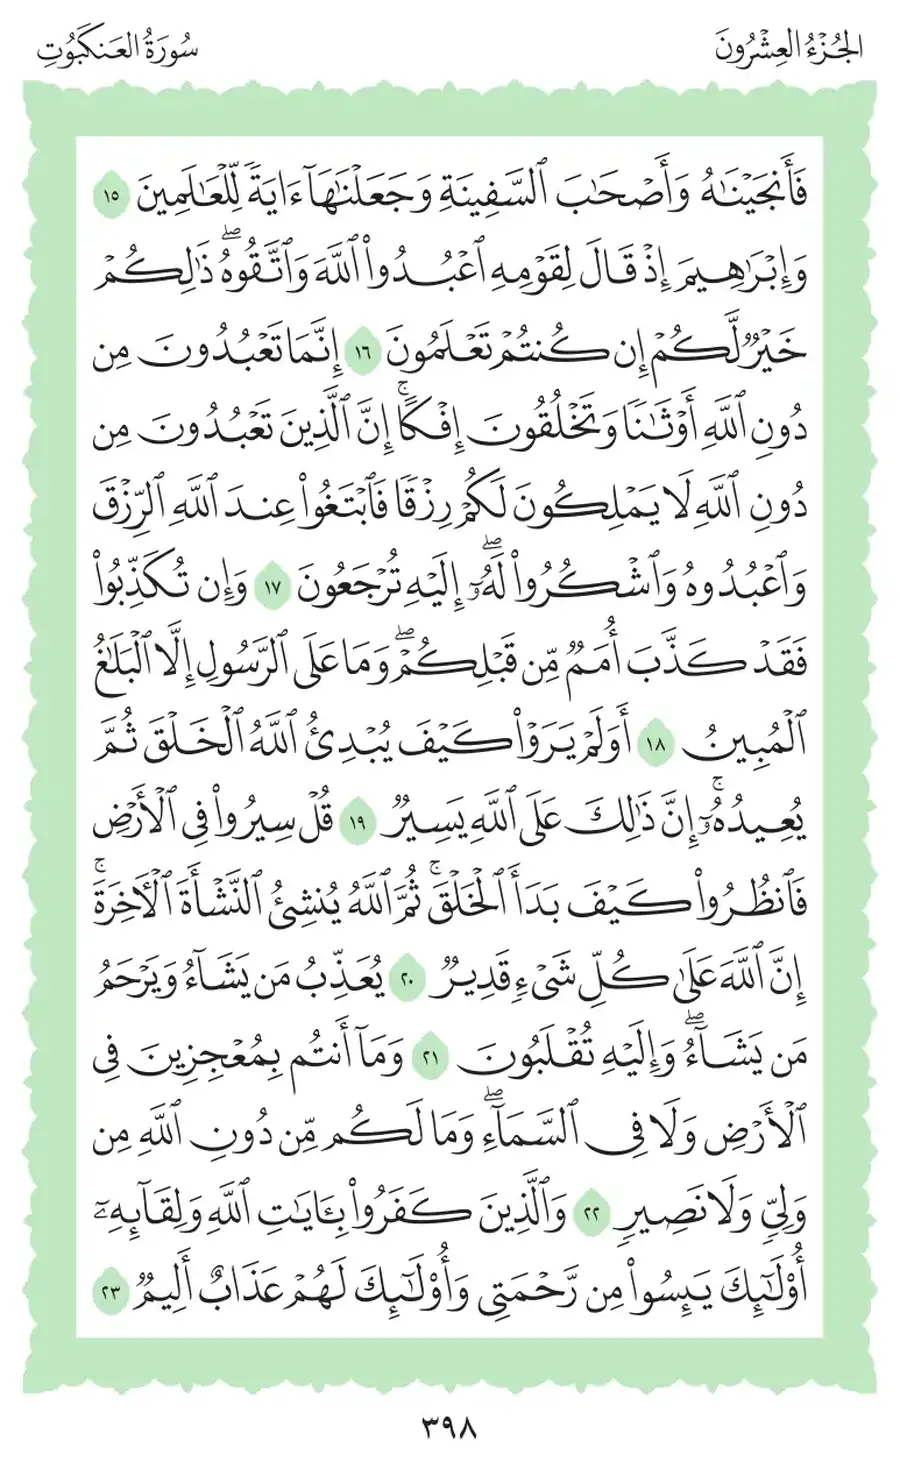 الجُزْءُ العِشْرُونَ
سُورَةُ العَنكَبُوتِ
فَأَنجَيْنَٰهُ وَأَصْحَٰبَ ٱلسَّفِينَةِ وَجَعَلْنَٰهَآ ءَايَةً لِّلْعَٰلَمِينَ ١٥
وَإِبْرَٰهِيمَ إِذْ قَالَ لِقَوْمِهِ ٱعْبُدُوا۟ ٱللَّهَ وَٱتَّقُوهُ ۖ ذَٰلِكُمْ
خَيْرٌ لَّكُمْ إِن كُنتُمْ تَعْلَمُونَ ١٦ إِنَّمَا تَعْبُدُونَ مِن
دُونِ ٱللَّهِ أَوْثَٰنًا وَتَخْلُقُونَ إِفْكًا ۚ إِنَّ ٱلَّذِينَ تَعْبُدُونَ مِن
دُونِ ٱللَّهِ لَا يَمْلِكُونَ لَكُمْ رِزْقًا فَٱبْتَغُوا۟ عِندَ ٱللَّهِ ٱلرِّزْقَ
وَٱعْبُدُوهُ وَٱشْكُرُوا۟ لَهُۥٓ ۖ إِلَيْهِ تُرْجَعُونَ ١٧ وَإِن تُكَذِّبُوا۟
فَقَدْ كَذَّبَ أُمَمٌ مِّن قَبْلِكُمْ ۖ وَمَا عَلَى ٱلرَّسُولِ إِلَّا ٱلْبَلَٰغُ
ٱلْمُبِينُ ١٨ أَوَلَمْ يَرَوْا۟ كَيْفَ يُبْدِئُ ٱللَّهُ ٱلْخَلْقَ ثُمَّ
يُعِيدُهُۥٓ ۚ إِنَّ ذَٰلِكَ عَلَى ٱللَّهِ يَسِيرٌ ١٩ قُلْ سِيرُوا۟ فِى ٱلْأَرْضِ
فَٱنظُرُوا۟ كَيْفَ بَدَأَ ٱلْخَلْقَ ۚ ثُمَّ ٱللَّهُ يُنشِئُ ٱلنَّشْأَةَ ٱلْءَاخِرَةَ ۚ
إِنَّ ٱللَّهَ عَلَىٰ كُلِّ شَىْءٍ قَدِيرٌ ٢٠ يُعَذِّبُ مَن يَشَآءُ وَيَرْحَمُ
مَن يَشَآءُ ۖ وَإِلَيْهِ تُقْلَبُونَ ٢١ وَمَآ أَنتُم بِمُعْجِزِينَ فِى
ٱلْأَرْضِ وَلَا فِى ٱلسَّمَآءِ ۖ وَمَا لَكُم مِّن دُونِ ٱللَّهِ مِن
وَلِىٍّ وَلَا نَصِيرٍ ٢٢ وَٱلَّذِينَ كَفَرُوا۟ بِـَٔايَٰتِ ٱللَّهِ وَلِقَآئِهِۦٓ
أُو۟لَٰٓئِكَ يَئِسُوا۟ مِن رَّحْمَتِى وَأُو۟لَٰٓئِكَ لَهُمْ عَذَابٌ أَلِيمٌ ٢٣
٣٩٨